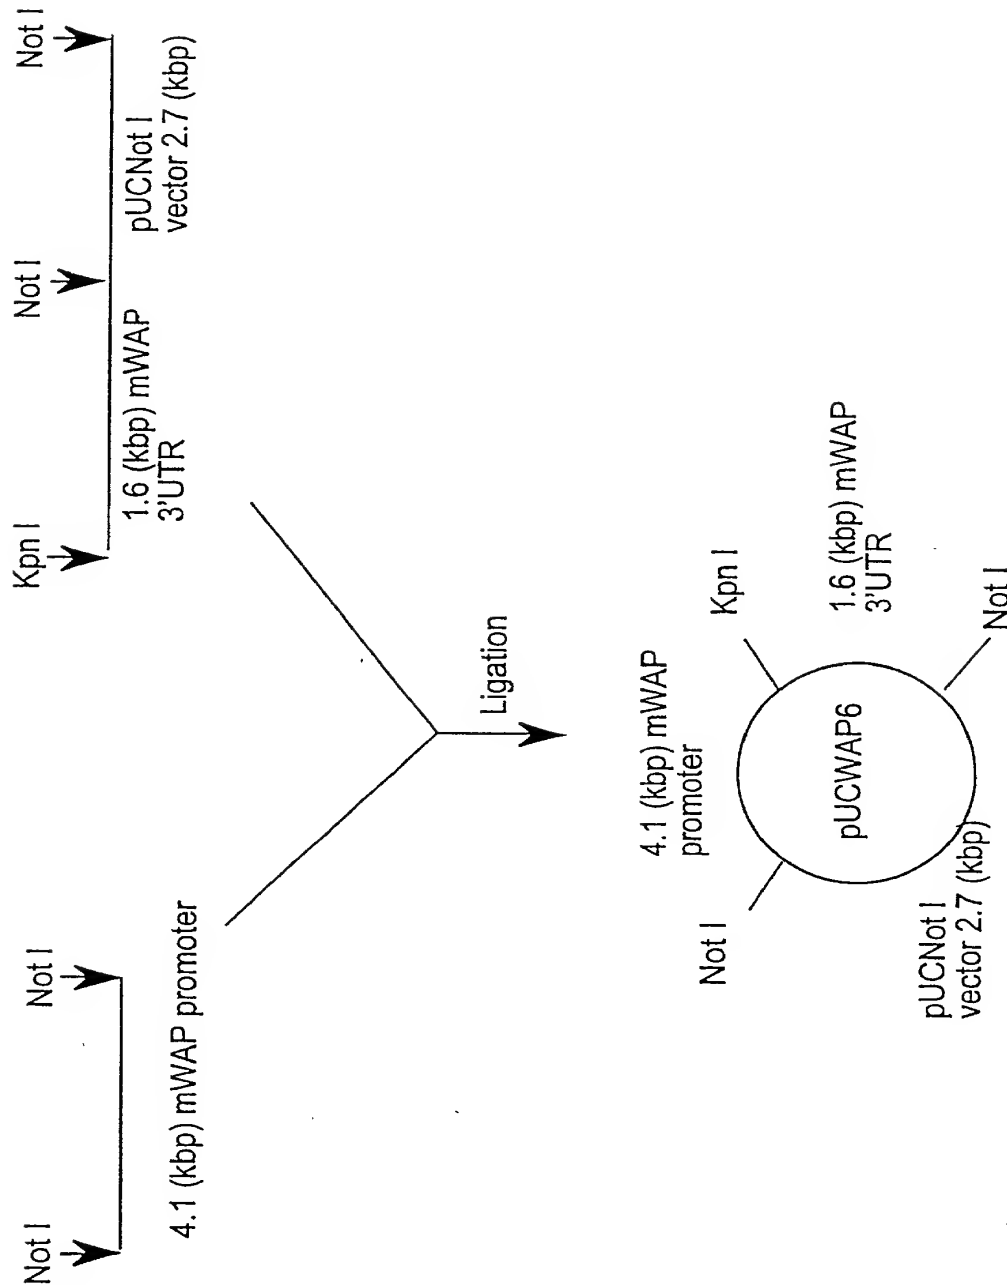 Not I
Not I
4.1 (kbp) mWAP promoter
Kpn I
Not I
Not I
1.6 (kbp) mWAP
3'UTR
pUCNot I
vector 2.7 (kbp)
Ligation
4.1 (kbp) mWAP
promoter
Not I
Kpn I
pUCWAP6
1.6 (kbp) mWAP
3'UTR
pUCNot I
vector 2.7 (kbp)
Not I